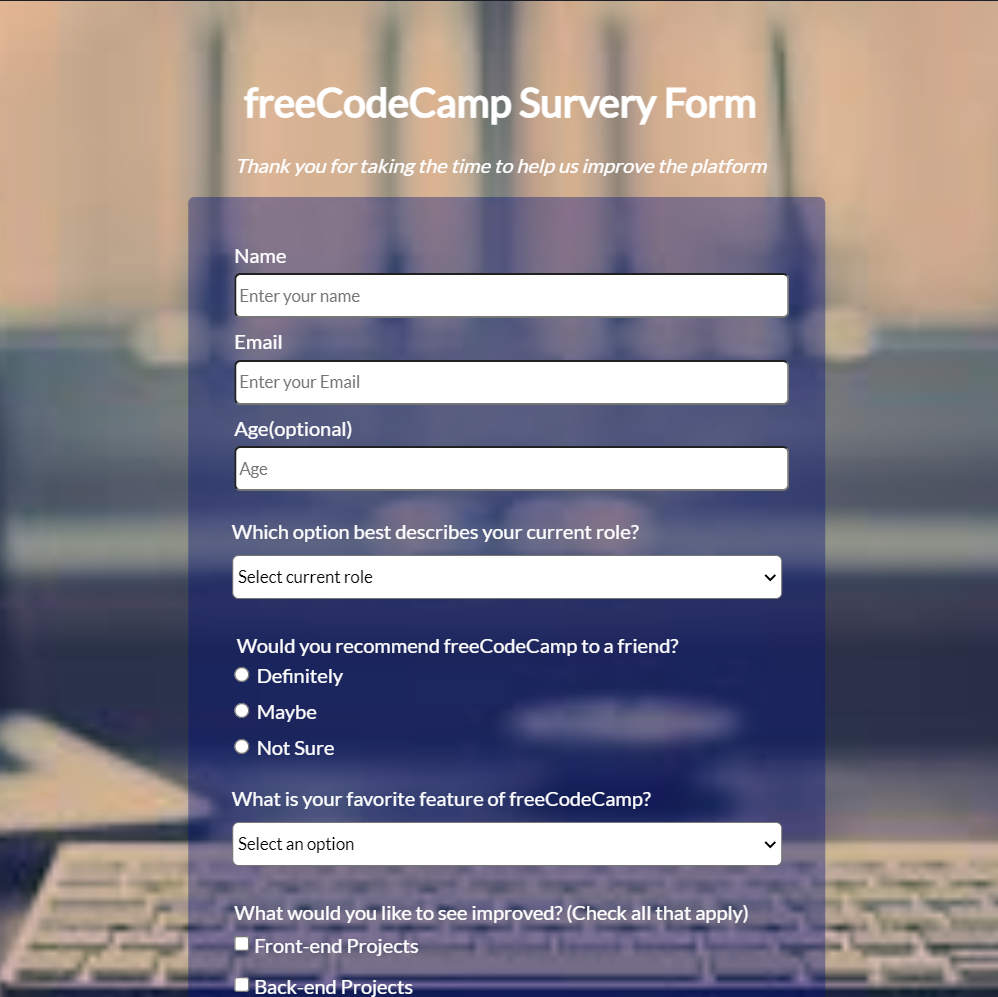 freeCodeCamp Survery Form
Thank you for taking the time to help us improve the platform
Name
Enter your name
Email
Enter your Email
Age(optional)
Age
Which option best describes your current role?
Select current role
Would you recommend freeCodeCamp to a friend?
Definitely
Maybe
Not Sure
What is your favorite feature of freeCodeCamp?
Select an option
What would you like to see improved? (Check all that apply)
Front-end Projects
Back-end Projects